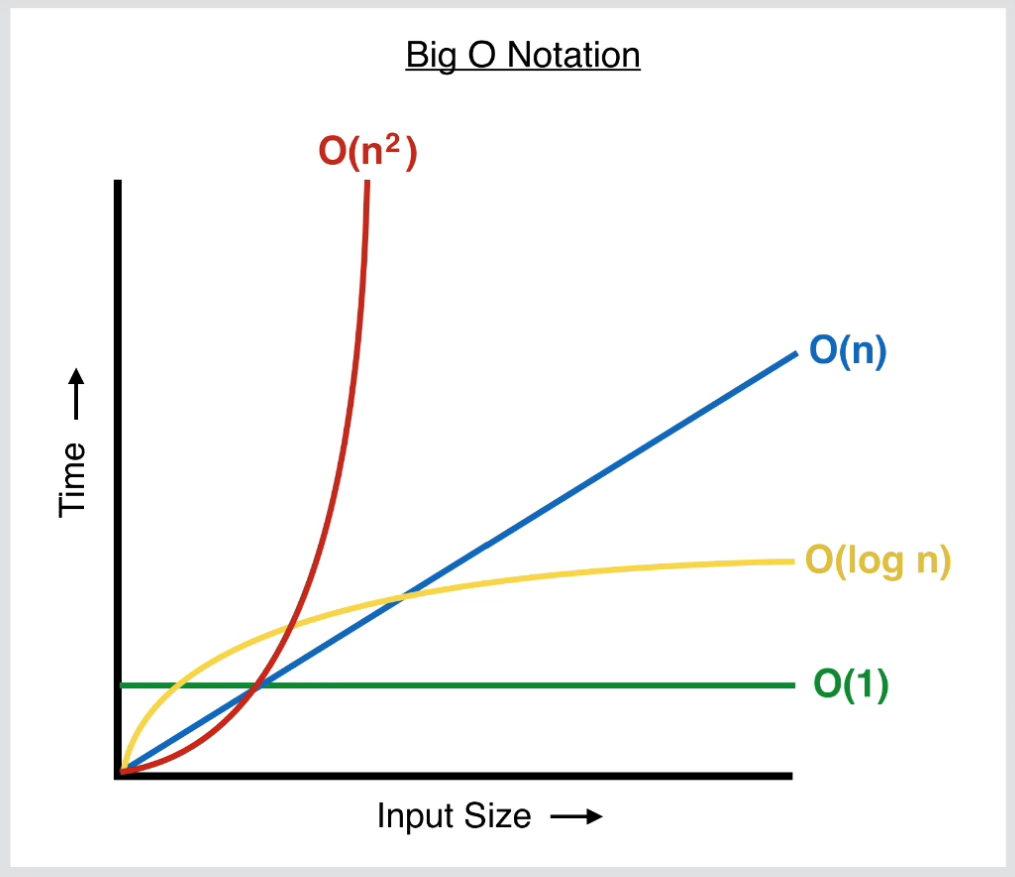 Big O Notation
O(n²)
O(n)
Time →
O(log n)
O(1)
Input Size →